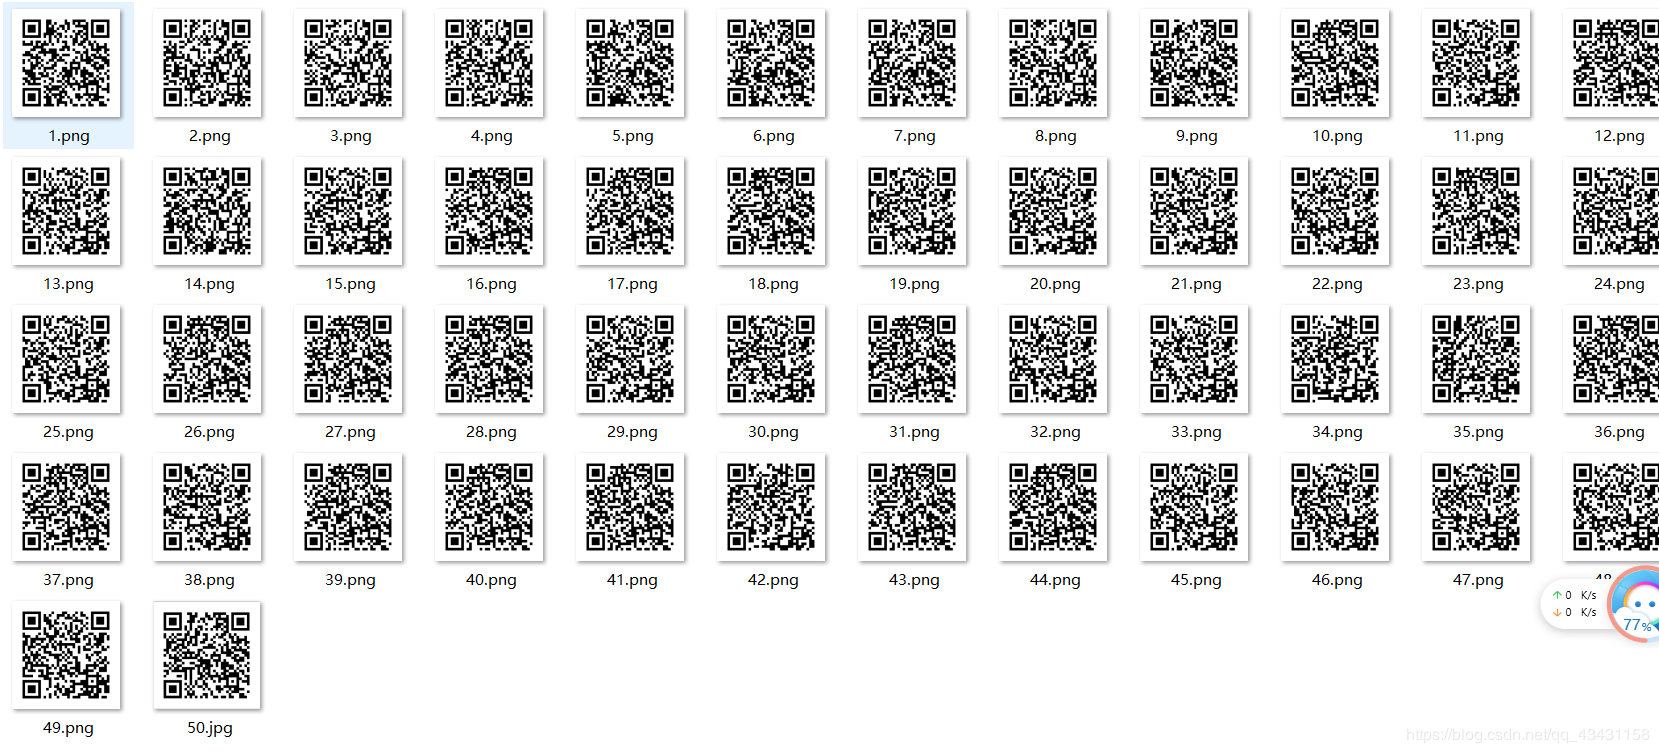 1.png 2.png 3.png 4.png 5.png 6.png 7.png 8.png 9.png 10.png 11.png 12.png
13.png 14.png 15.png 16.png 17.png 18.png 19.png 20.png 21.png 22.png 23.png 24.png
25.png 26.png 27.png 28.png 29.png 30.png 31.png 32.png 33.png 34.png 35.png 36.png
37.png 38.png 39.png 40.png 41.png 42.png 43.png 44.png 45.png 46.png 47.png
↑ 0 K/s
↓ 0 K/s
77%
49.png 50.jpg
https://blog.csdn.net/qq_43431158